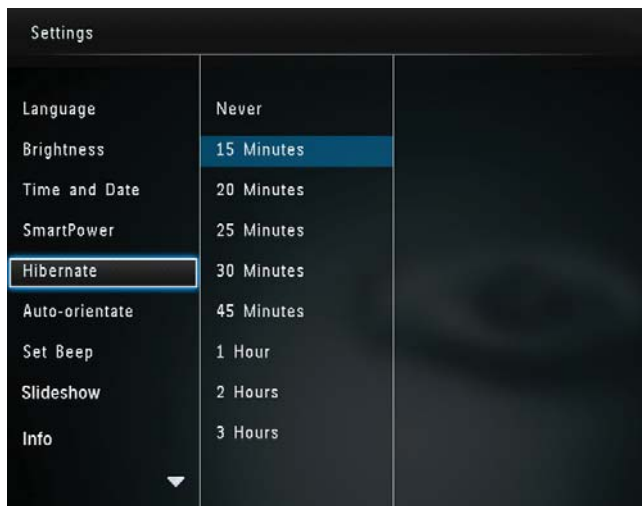 Settings
Language
Brightness
Time and Date
SmartPower
Hibernate
Auto-orientate
Set Beep
Slideshow
Info
Never
15 Minutes
20 Minutes
25 Minutes
30 Minutes
45 Minutes
1 Hour
2 Hours
3 Hours